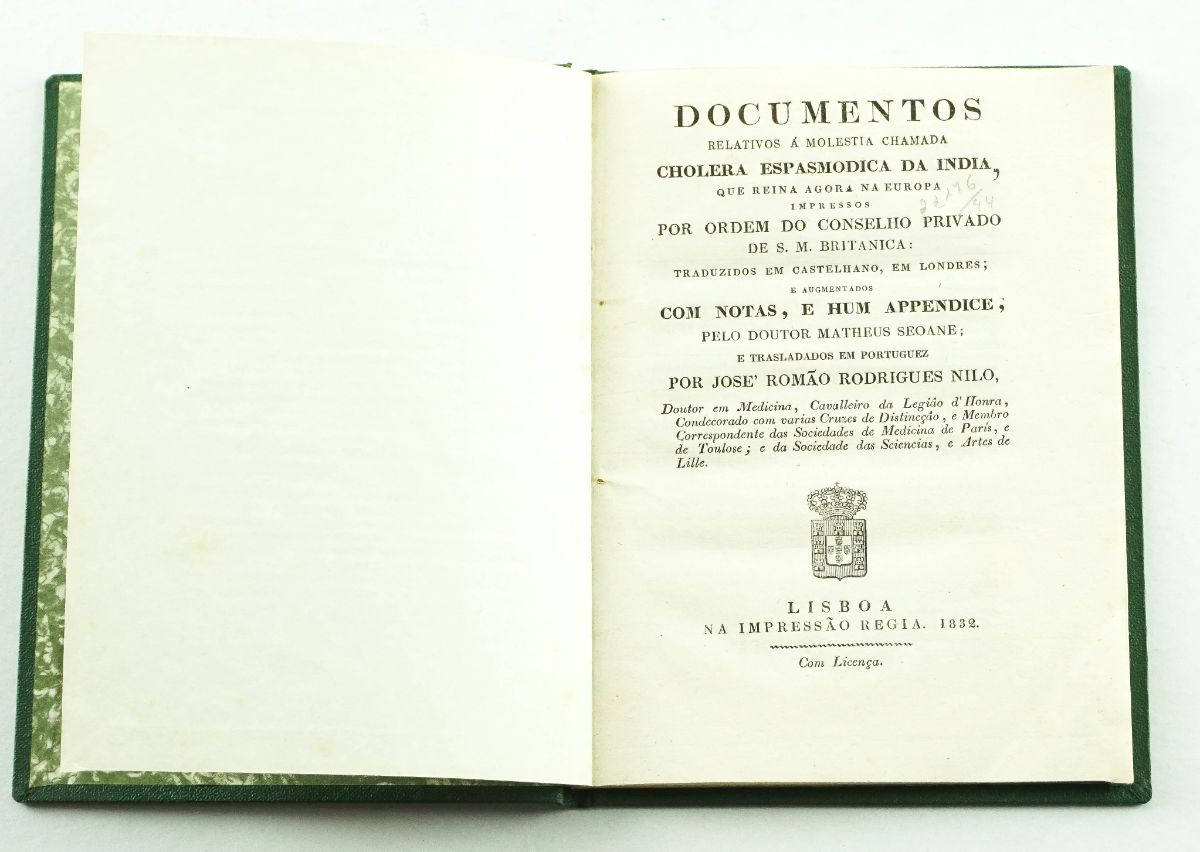 DOCUMENTOS
RELATIVOS Á MOLESTIA CHAMADA
CHOLERA ESPASMODICA DA INDIA,
QUE REINA AGORA NA EUROPA
IMPRESSOS
POR ORDEM DO CONSELHO PRIVADO
DE S. M. BRITANICA:
TRADUZIDOS EM CASTELHANO, EM LONDRES;
E AUGMENTADOS
COM NOTAS, E HUM APPENDICE,
PELO DOUTOR MATHEUS SEOANE;
E TRASLADADOS EM PORTUGUEZ
POR JOSE' ROMÃO RODRIGUES NILO,
Doutor em Medicina, Cavalleiro da Legião d'Honra,
Condecorado com varias Cruzes de Distincção, e Membro
Correspondente das Sociedades de Medicina de París, e
de Toulose; e da Sociedade das Sciencias, e Artes de
Lille.
LISBOA
NA IMPRESSÃO REGIA. 1832.
Com Licença.